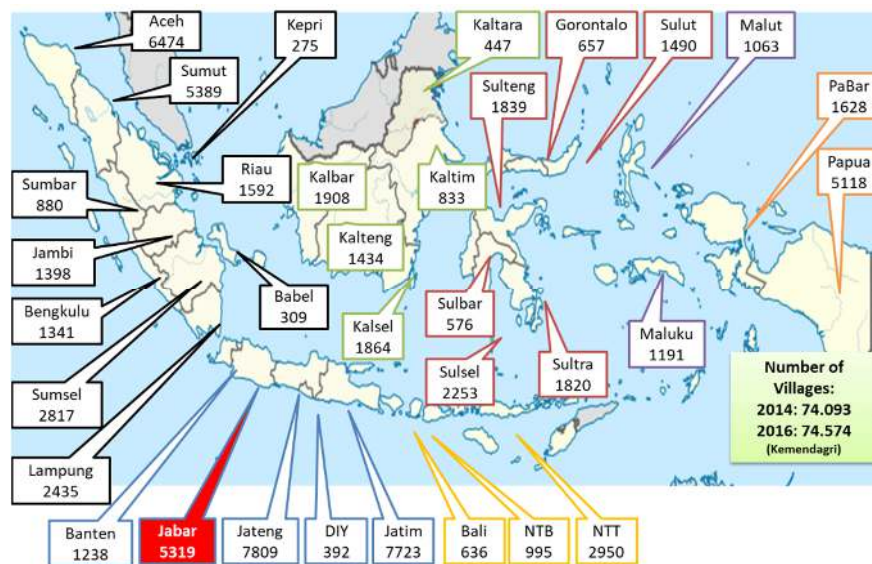 Aceh
6474
Kepri
275
Kaltara
447
Gorontalo
657
Sulut
1490
Malut
1063
Sumut
5389
Sulteng
1839
PaBar
1628
Sumbar
880
Riau
1592
Kalbar
1908
Kaltim
833
Papua
5118
Jambi
1398
Kalteng
1434
Bengkulu
1341
Babel
309
Kalsel
1864
Sulbar
576
Maluku
1191
Sumsel
2817
Sulsel
2253
Sultra
1820
Number of
Villages:
2014: 74.093
2016: 74.574
(Kemendagri)
Lampung
2435
Banten
1238
Jabar
5319
Jateng
7809
DIY
392
Jatim
7723
Bali
636
NTB
995
NTT
2950